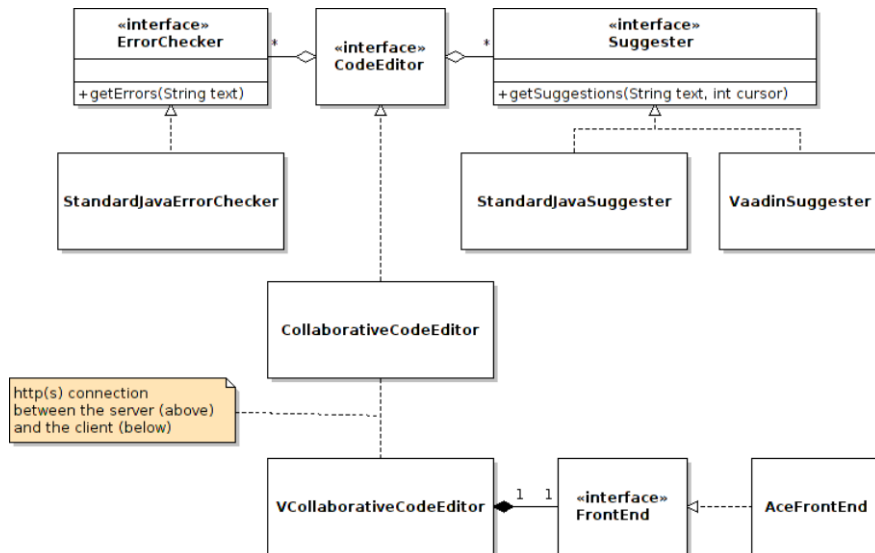 «interface»
ErrorChecker
+getErrors(String text)
*
«interface»
CodeEditor
*
«interface»
Suggester
+getSuggestions(String text, int cursor)
StandardJavaErrorChecker
StandardJavaSuggester
VaadinSuggester
CollaborativeCodeEditor
http(s) connection
between the server (above)
and the client (below)
VCollaborativeCodeEditor
1
1
«interface»
FrontEnd
AceFrontEnd